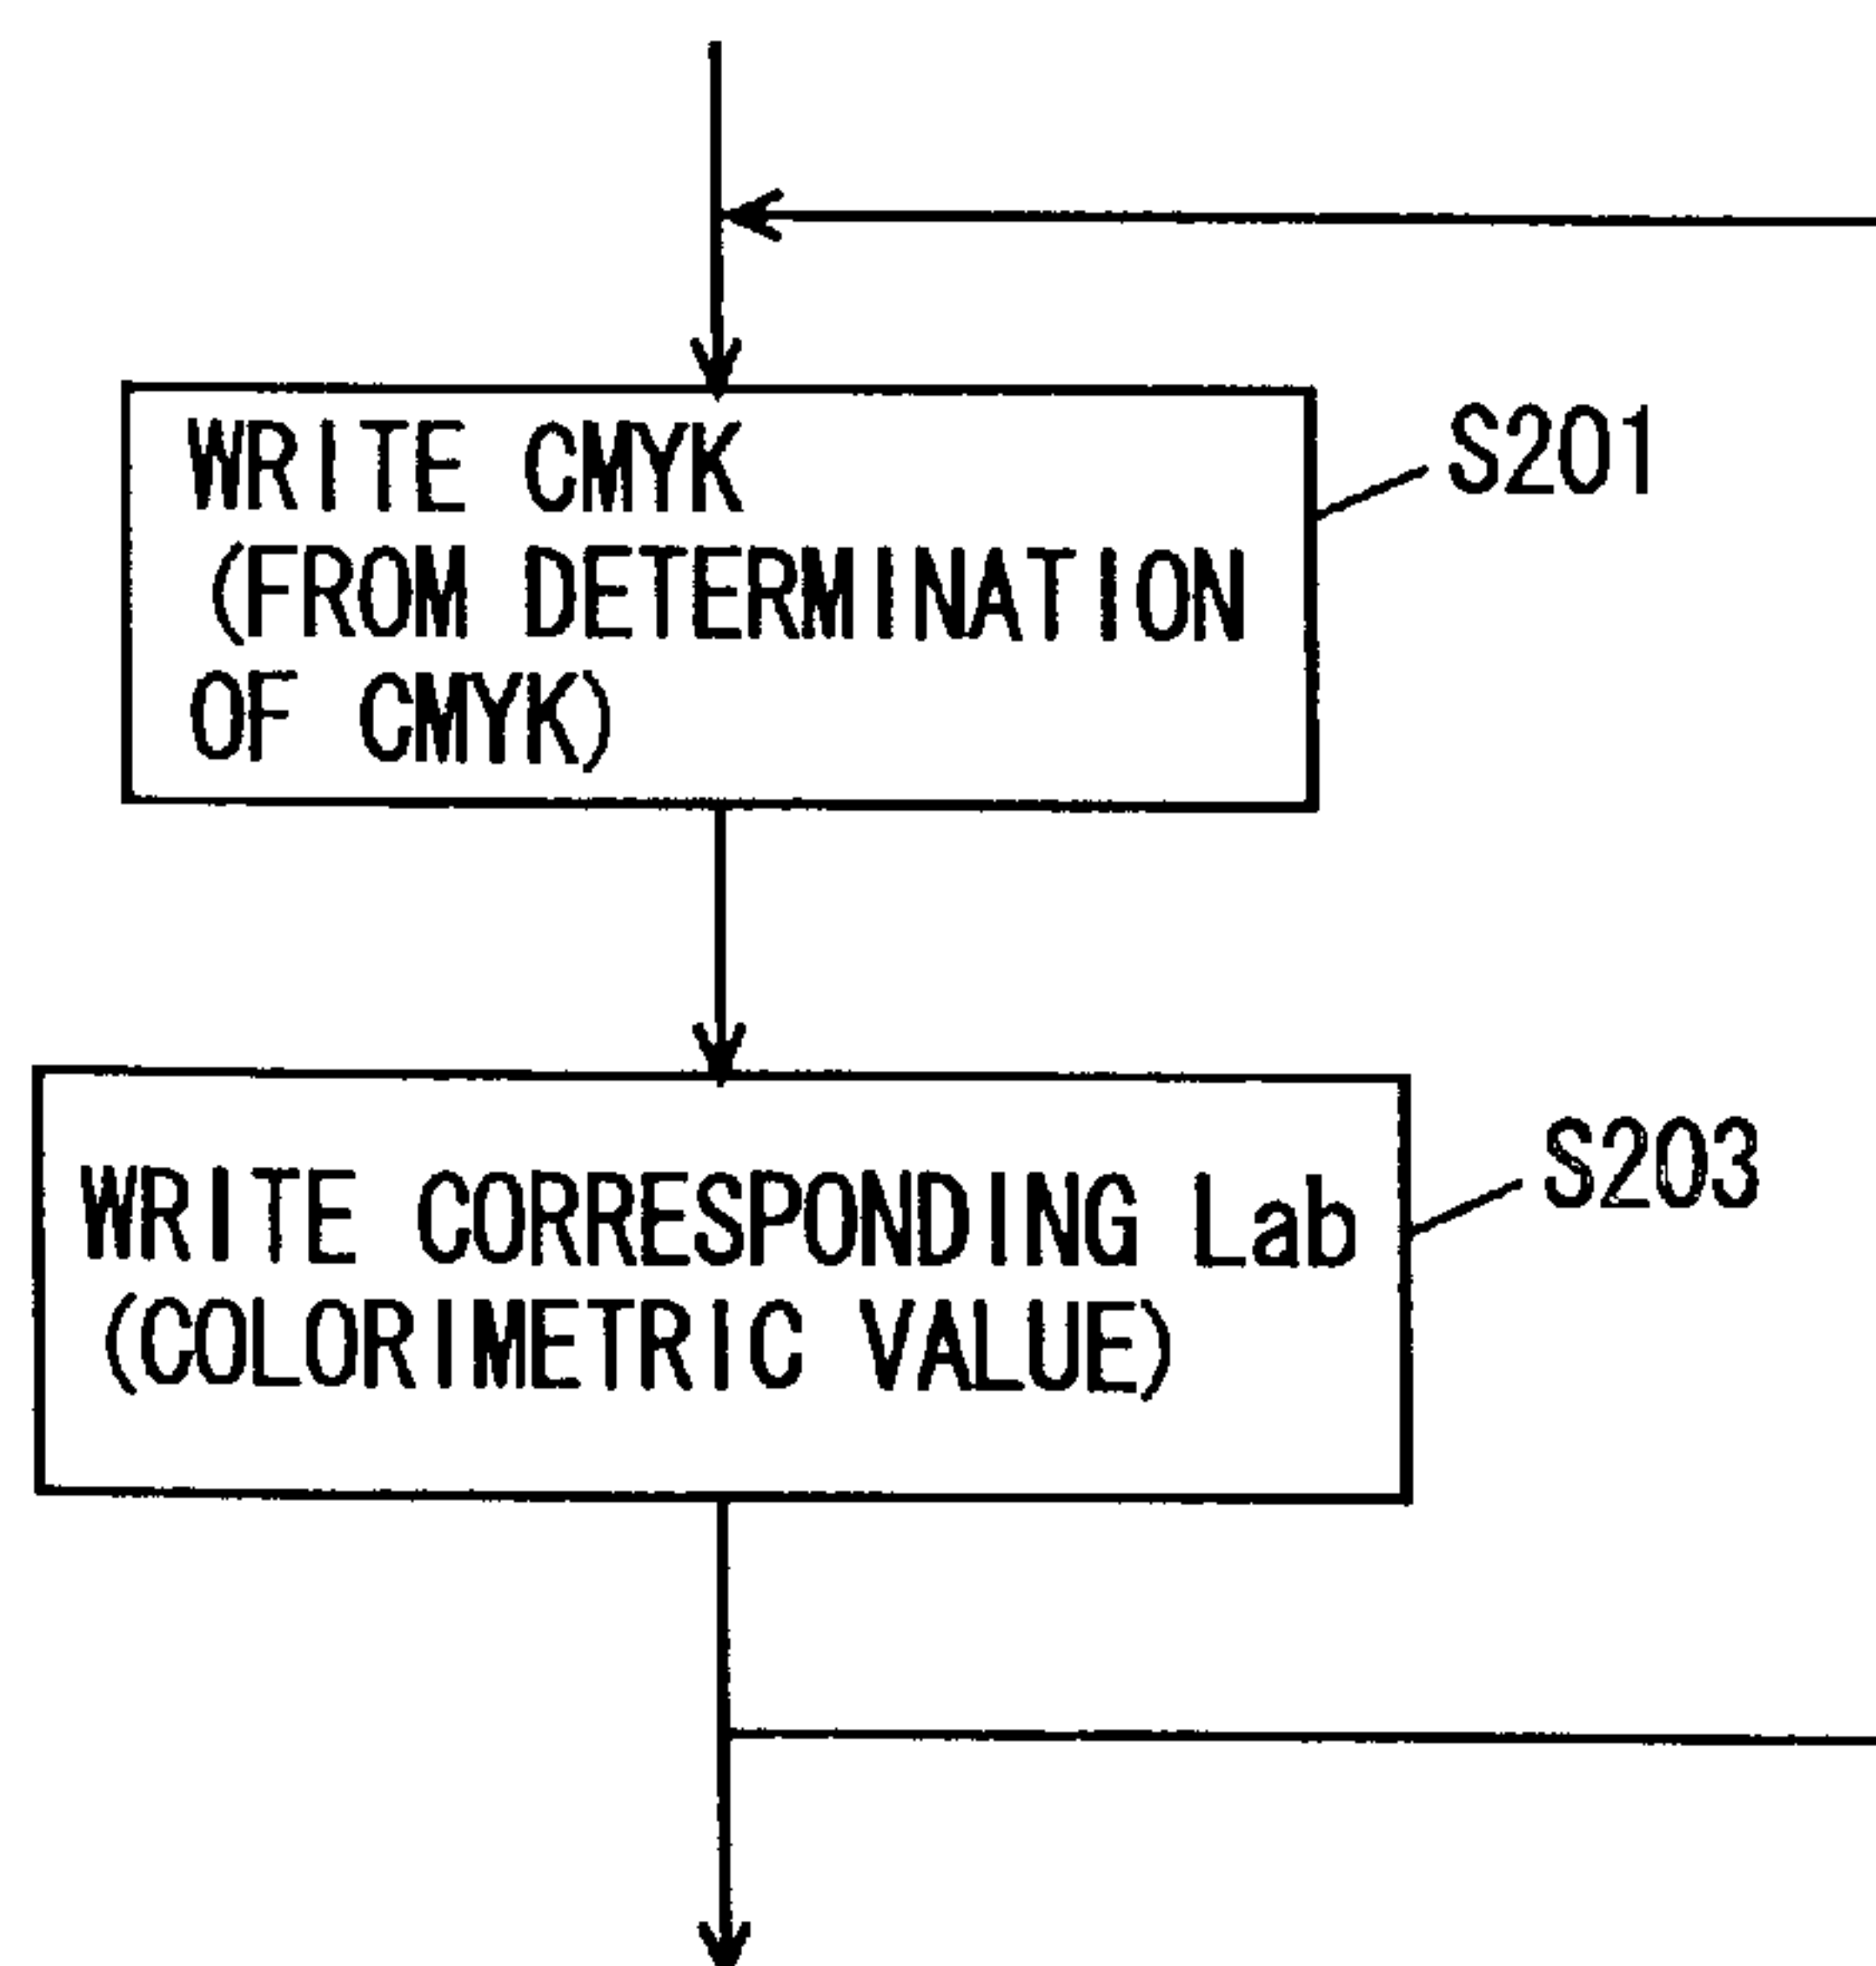 WRITE CMYK
(FROM DETERMINATION
OF CMYK)
S201
WRITE CORRESPONDING Lab
(COLORIMETRIC VALUE)
S203